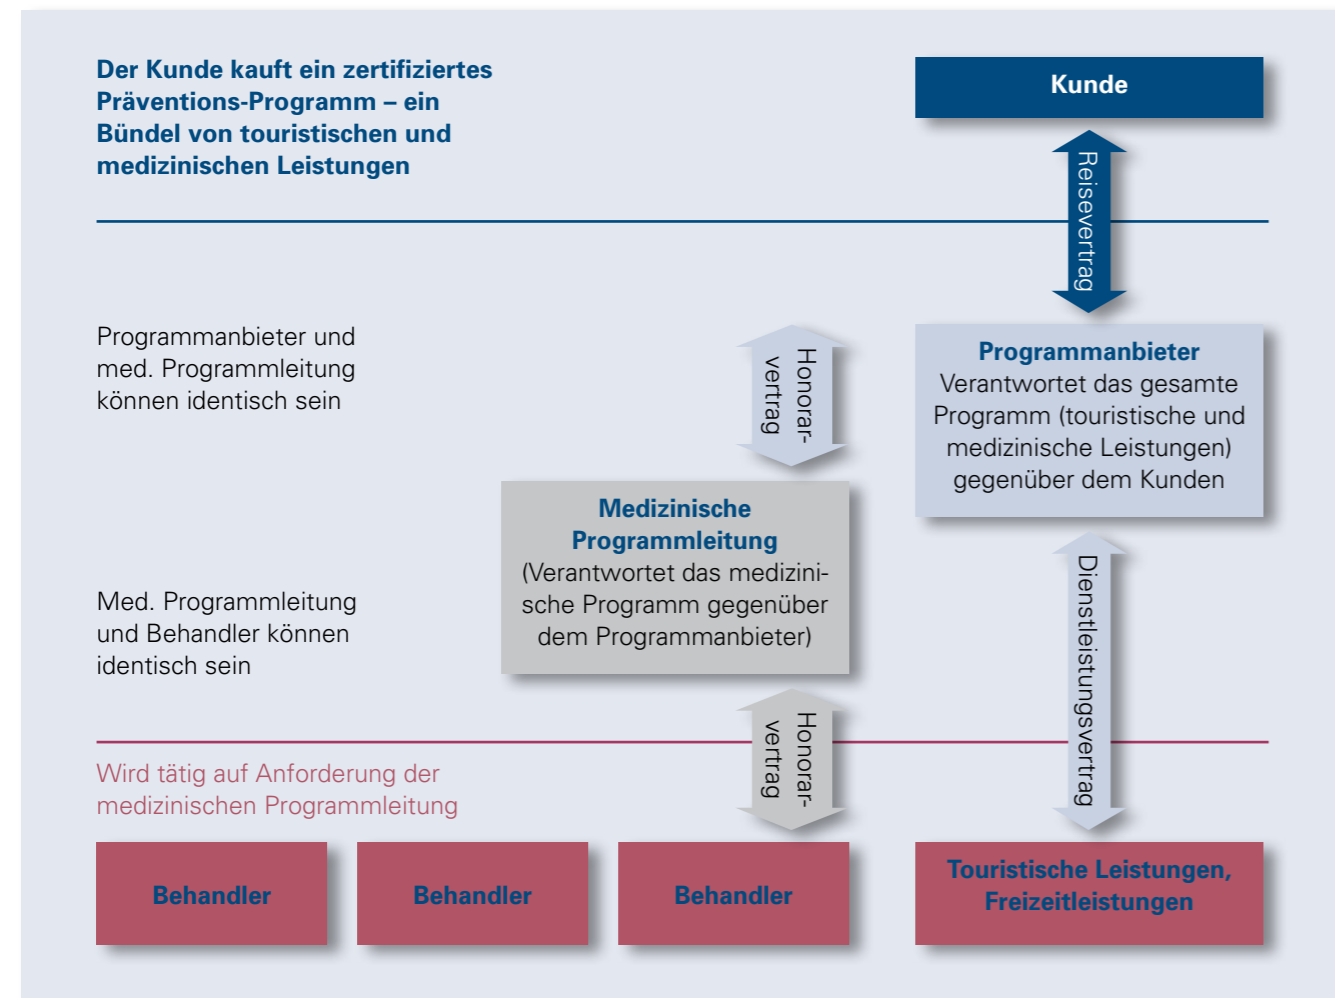 Der Kunde kauft ein zertifiziertes
Präventions-Programm – ein
Bündel von touristischen und
medizinischen Leistungen
Kunde
Reisevertrag
Programmanbieter und
med. Programmleitung
können identisch sein
Honorar-
vertrag
Programmanbieter
Verantwortet das gesamte
Programm (touristische und
medizinische Leistungen)
gegenüber dem Kunden
Medizinische
Programmleitung
(Verantwortet das medizini-
sche Programm gegenüber
dem Programmanbieter)
Med. Programmleitung
und Behandler können
identisch sein
Honorar-
vertrag
Dienstleistungsvertrag
Wird tätig auf Anforderung der
medizinischen Programmleitung
Behandler
Behandler
Behandler
Touristische Leistungen,
Freizeitleistungen